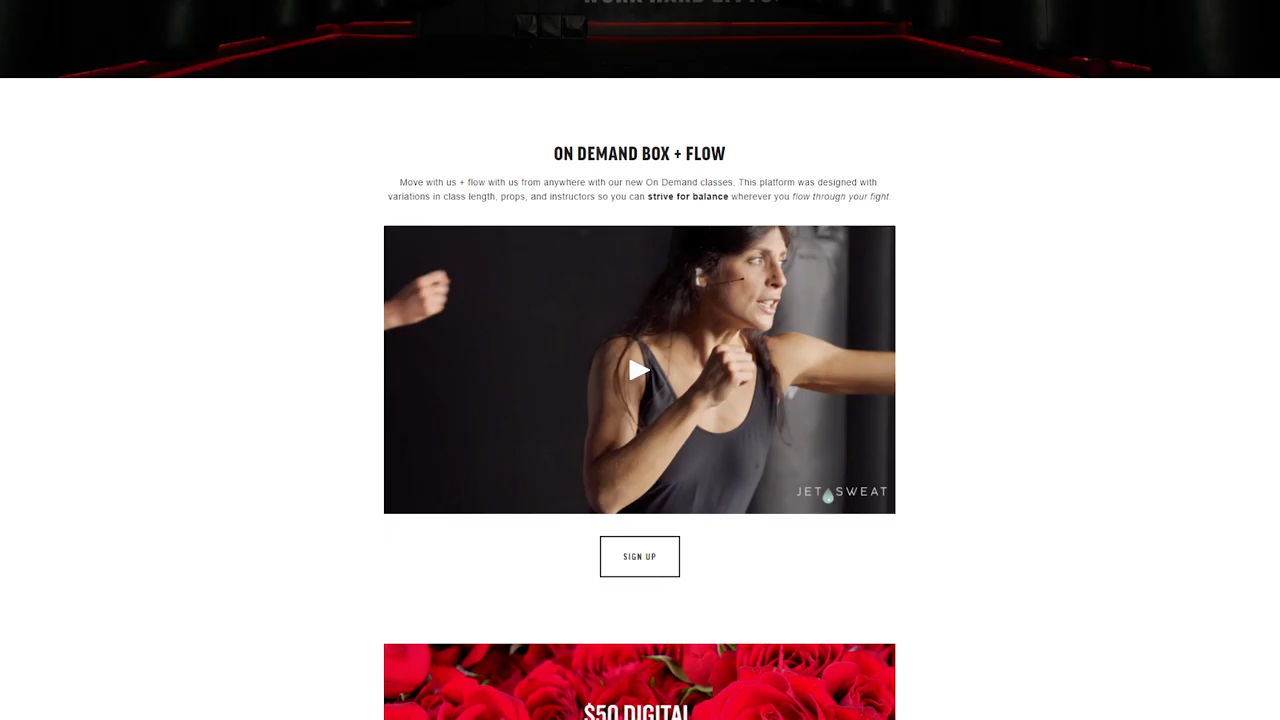 ON DEMAND BOX + FLOW
Move with us + flow with us from anywhere with our new On Demand classes. This platform was designed with
variations in class length, props, and instructors so you can strive for balance wherever you flow through your fight.
JET SWEAT
SIGN UP
$50 DIGITAL